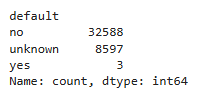 default
no         32588
unknown     8597
yes            3
Name: count, dtype: int64